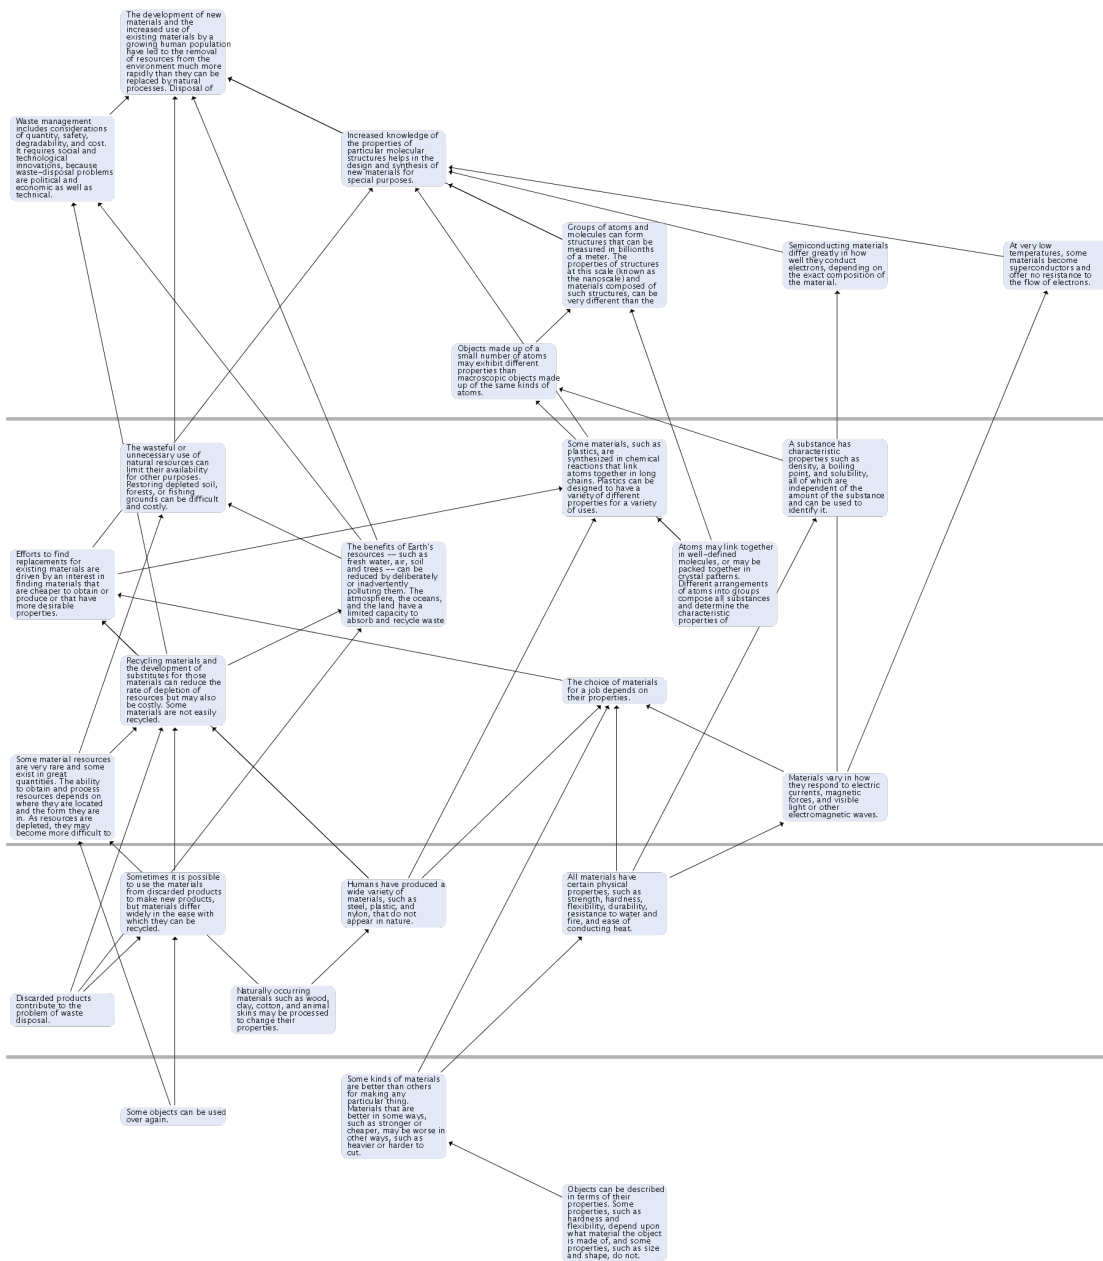 The development of new
materials and the
increased use of
existing materials by a
growing human population
have led to the removal
of resources from the
environment much more
rapidly than they can be
replaced by natural
processes. Disposal of
Waste management
includes considerations
of quantity, safety,
degradability, and cost.
It requires social and
technological
innovations, because
waste-disposal problems
are political and
economic as well as
technical.
Increased knowledge of
the properties of
particular molecular
structures helps in the
design and synthesis of
new materials for
special purposes.
Groups of atoms and
molecules can form
structures that can be
measured in billionths
of a meter. The
properties of structures
at this scale (known as
the nanoscale) and
materials composed of
such structures, can be
very different than the
Semiconducting materials
differ greatly in how
well they conduct
electrons, depending on
the exact composition of
the material.
At very low
temperatures, some
materials become
superconductors and
offer no resistance to
the flow of electrons.
Objects made up of a
small number of atoms
may exhibit different
properties than
macroscopic objects made
up of the same kinds of
atoms.
The wasteful or
unnecessary use of
natural resources can
limit their availability
for other purposes.
Restoring depleted soil,
forests, or fishing
grounds can be difficult
and costly.
Some materials, such as
plastics, are
synthesized in chemical
reactions that link
atoms together in long
chains. Plastics can be
designed to have a
variety of different
properties for a variety
of uses.
A substance has
characteristic
properties such as
density, a boiling
point, and solubility,
all of which are
independent of the
amount of the substance
and can be used to
identify it.
Efforts to find
replacements for
existing materials are
driven by an interest in
finding materials that
are cheaper to obtain or
produce or that have
more desirable
properties.
The benefits of Earth's
resources -- such as
fresh water, air, soil
and trees -- can be
reduced by deliberately
or inadvertently
polluting them. The
atmosphere, the oceans,
and the land have a
limited capacity to
absorb and recycle waste
Atoms may link together
in well-defined
molecules, or may be
packed together in
crystal patterns.
Different arrangements
of atoms into groups
compose all substances
and determine the
characteristic
properties of
Recycling materials and
the development of
substitutes for those
materials can reduce the
rate of depletion of
resources but may also
be costly. Some
materials are not easily
recycled.
The choice of materials
for a job depends on
their properties.
Some material resources
are very rare and some
exist in great
quantities. The ability
to obtain and process
resources depends on
where they are located
and the form they are
in. As resources are
depleted, they may
become more difficult to
Materials vary in how
they respond to electric
currents, magnetic
forces, and visible
light or other
electromagnetic waves.
Sometimes it is possible
to use the materials
from discarded products
to make new products,
but materials differ
widely in the ease with
which they can be
recycled.
Humans have produced a
wide variety of
materials, such as
steel, plastic, and
nylon, that do not
appear in nature.
All materials have
certain physical
properties, such as
strength, hardness,
flexibility, durability,
resistance to water and
fire, and ease of
conducting heat.
Discarded products
contribute to the
problem of waste
disposal.
Naturally occurring
materials such as wood,
clay, cotton, and animal
skins may be processed
to change their
properties.
Some objects can be used
over again.
Some kinds of materials
are better than others
for making any
particular thing.
Materials that are
better in some ways,
such as stronger or
cheaper, may be worse in
other ways, such as
heavier or harder to
cut.
Objects can be described
in terms of their
properties. Some
properties, such as
hardness and
flexibility, depend upon
what material the object
is made of, and some
properties, such as size
and shape, do not.